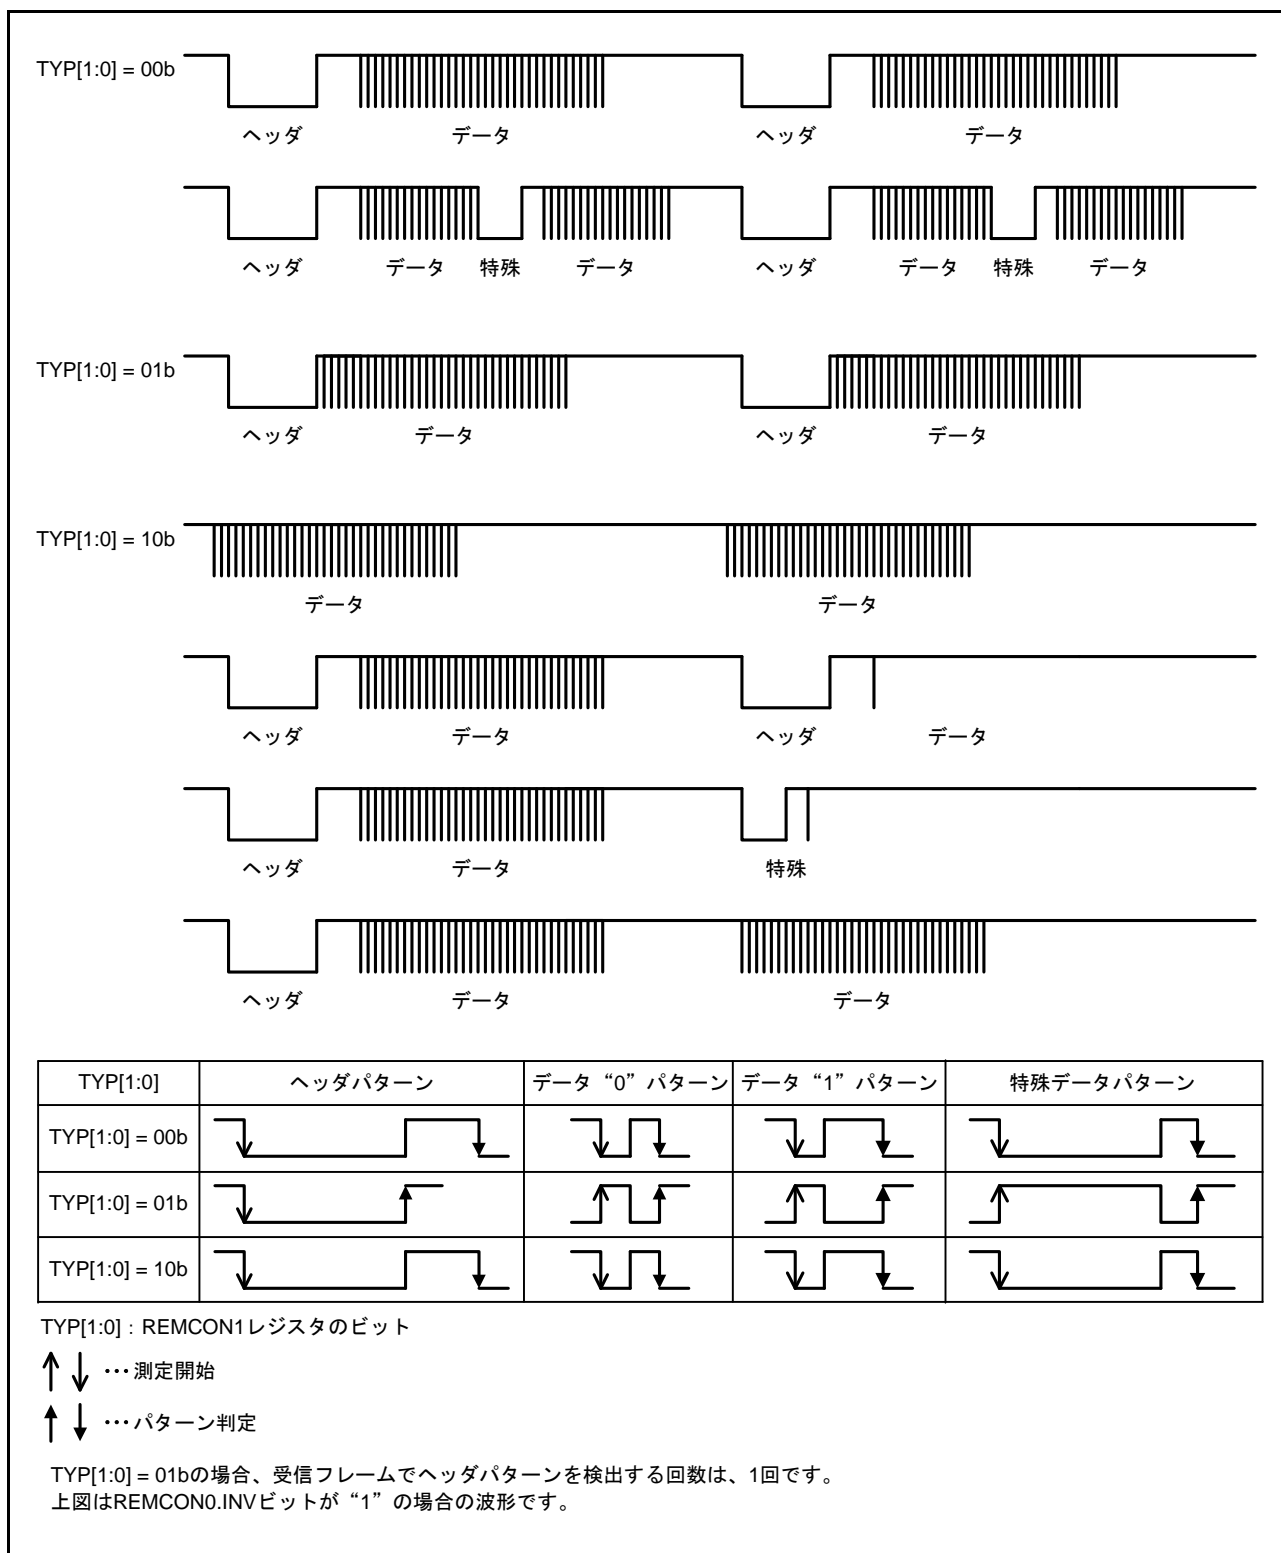 TYP[1:0] = 00b
ヘッダ データ ヘッダ データ
ヘッダ データ 特殊 データ ヘッダ データ 特殊 データ
TYP[1:0] = 01b
ヘッダ データ ヘッダ データ
TYP[1:0] = 10b
データ データ
ヘッダ データ ヘッダ データ
ヘッダ データ 特殊
ヘッダ データ データ
TYP[1:0] ヘッダパターン データ“0”パターン データ“1”パターン 特殊データパターン
TYP[1:0] = 00b
TYP[1:0] = 01b
TYP[1:0] = 10b
TYP[1:0]：REMCON1レジスタのビット
…測定開始
…パターン判定
TYP[1:0] = 01bの場合、受信フレームでヘッダパターンを検出する回数は、1回です。
上図はREMCON0.INVビットが“1”の場合の波形です。